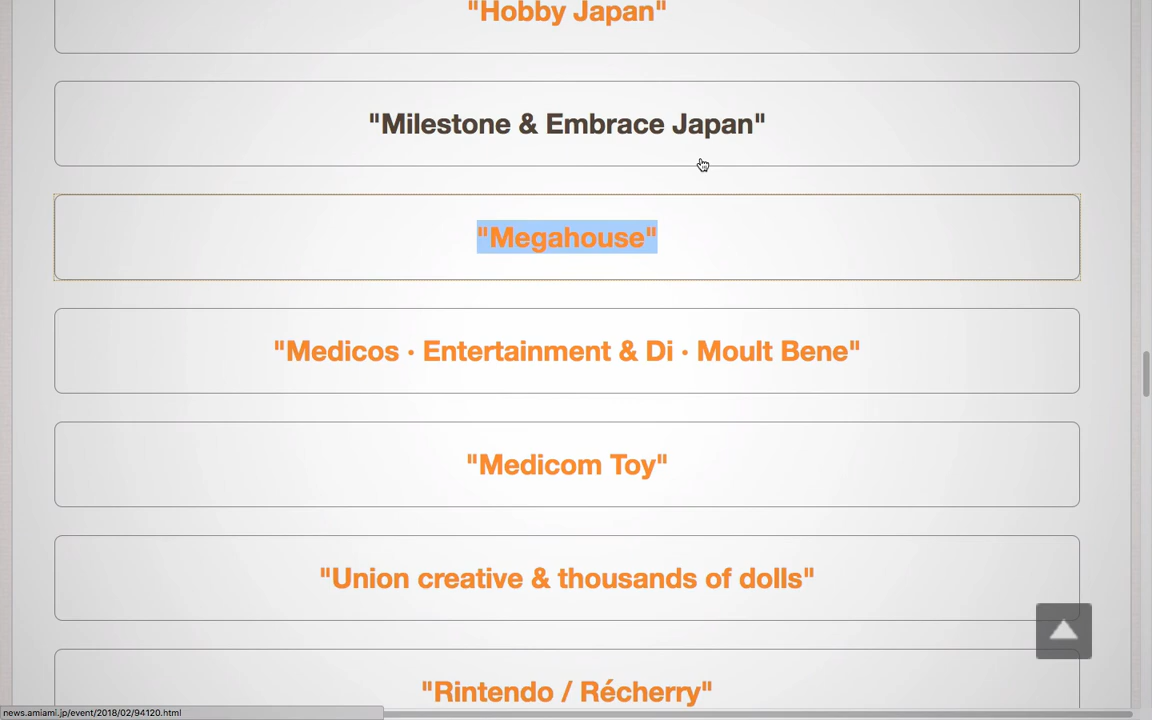 "Hobby Japan"
"Milestone & Embrace Japan"
"Megahouse"
"Medicos · Entertainment & Di · Moult Bene"
"Medicom Toy"
"Union creative & thousands of dolls"
"Rintendo / Récherry"
news.amiami.jp/event/2018/02/94120.html